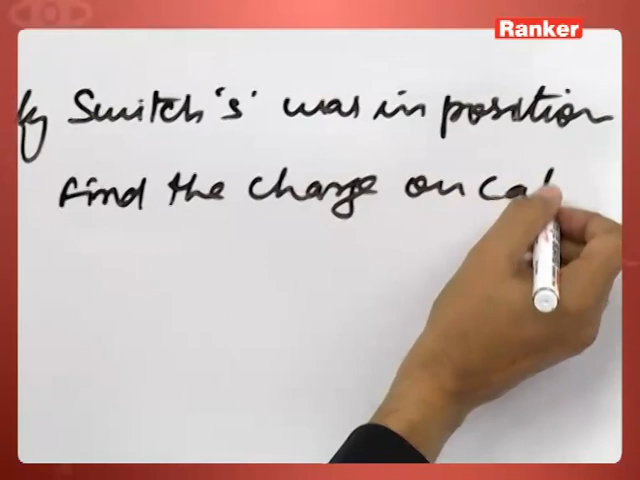 Ranker
Switch 's' was in position
find the charge on ca